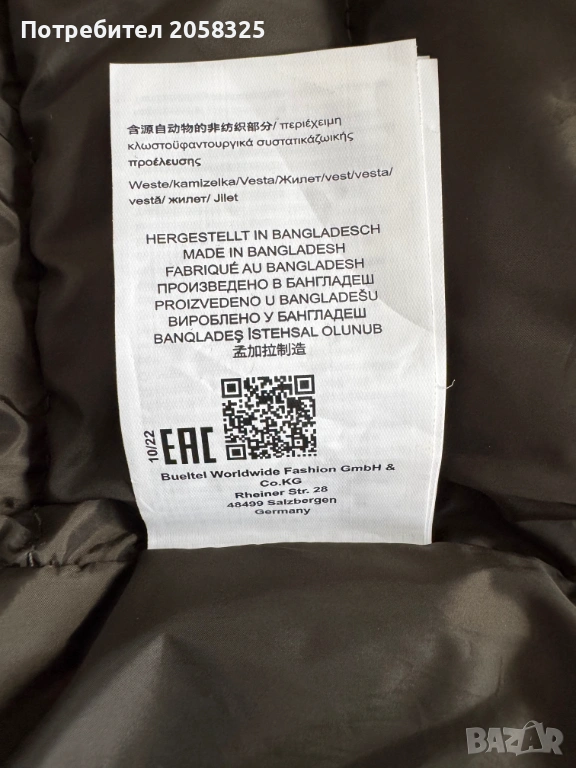 Потребител 2058325
含源自动物的非纺织部分/ περιέχειμη
κλωστοϋφαντουργικά συστατικάζωικής
προέλευσης
Weste/kamizelka/Vesta/Жилет/vest/vesta/
vestă/ жилет/ Jilet
HERGESTELLT IN BANGLADESCH
MADE IN BANGLADESH
FABRIQUÉ AU BANGLADESH
ПРОИЗВЕДЕНО В БАНГЛАДЕШ
PROIZVEDENO U BANGLADEŠU
ВИРОБЛЕНО У БАНГЛАДЕШ
BANQLADEŞ İSTEHSAL OLUNUB
孟加拉制造
10/22
EAC
Bueltel Worldwide Fashion GmbH &
Co.KG
Rheiner Str. 28
48499 Salzbergen
Germany
BAZAR